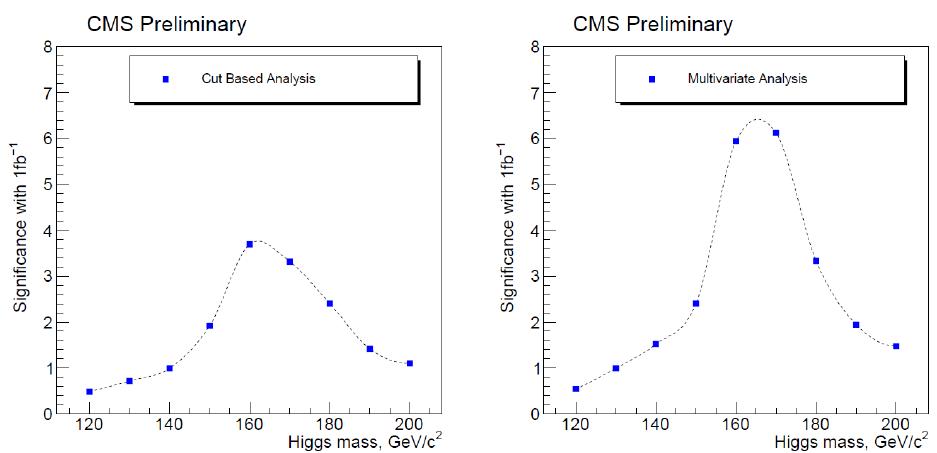 CMS Preliminary
Cut Based Analysis
Significance with 1fb⁻¹
8
7
6
5
4
3
2
1
0
120 140 160 180 200
Higgs mass, GeV/c²
CMS Preliminary
Multivariate Analysis
Significance with 1fb⁻¹
8
7
6
5
4
3
2
1
0
120 140 160 180 200
Higgs mass, GeV/c²